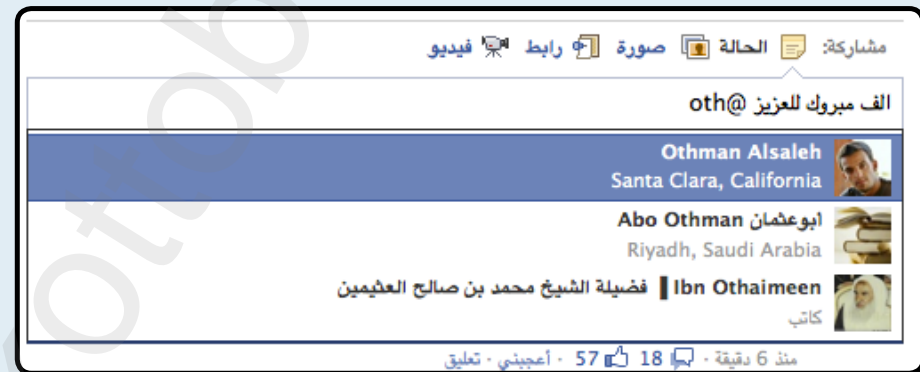 مشاركة: الحالة صورة رابط فيديو
الف مبروك للعزيز @oth
Othman Alsaleh
Santa Clara, California
ابوعثمان Abo Othman
Riyadh, Saudi Arabia
Ibn Othaimeen ▌ فضيلة الشيخ محمد بن صالح العثيمين
كاتب
منذ 6 دقيقة · 18 57 · أعجبني · تعليق
ottob